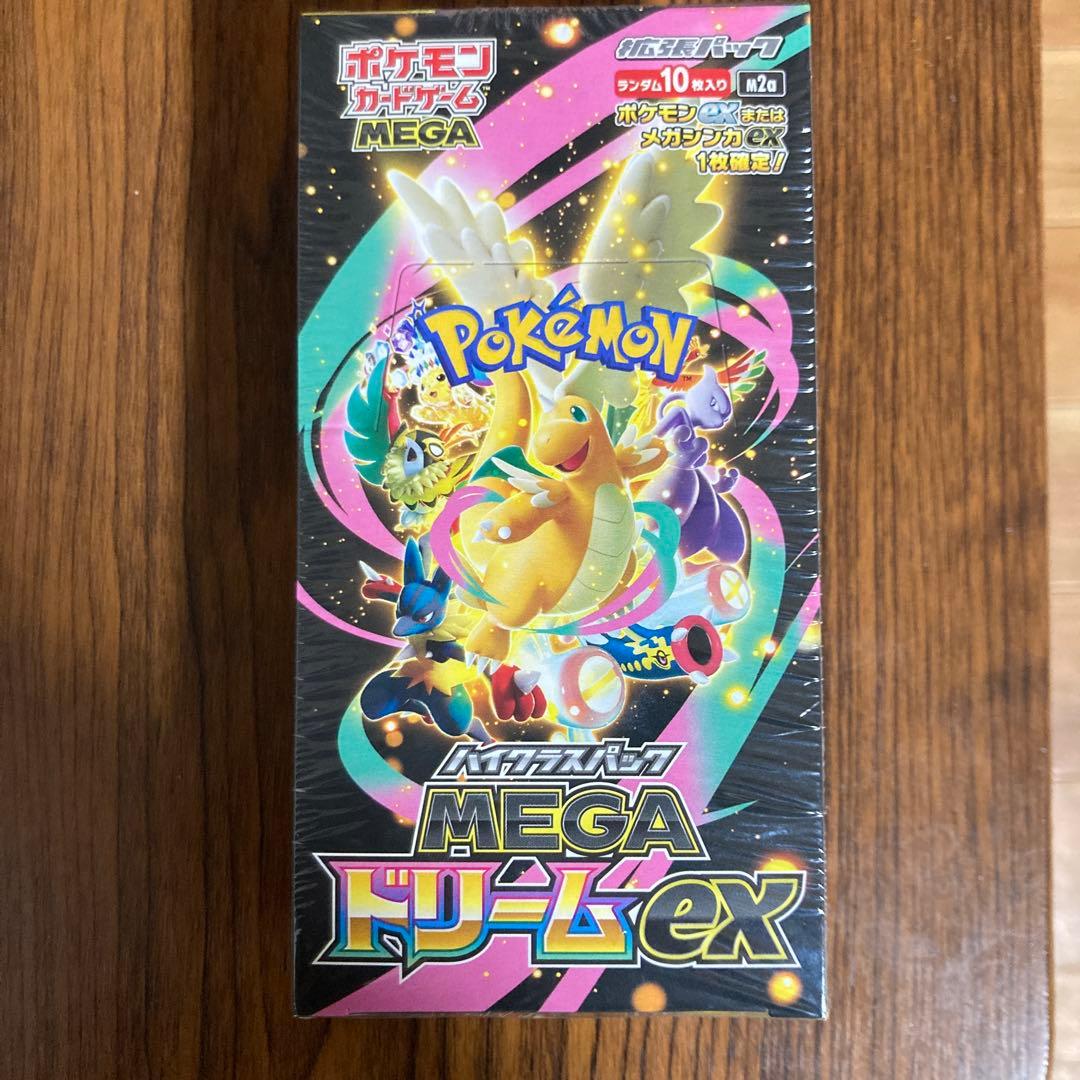 ポケモン
カードゲーム™
MEGA
拡張パック
ランダム10枚入り M2a
ポケモンexまたは
メガシンカex
1枚確定!
POKéMON™
ハイクラスパック
MEGA
ドリームex